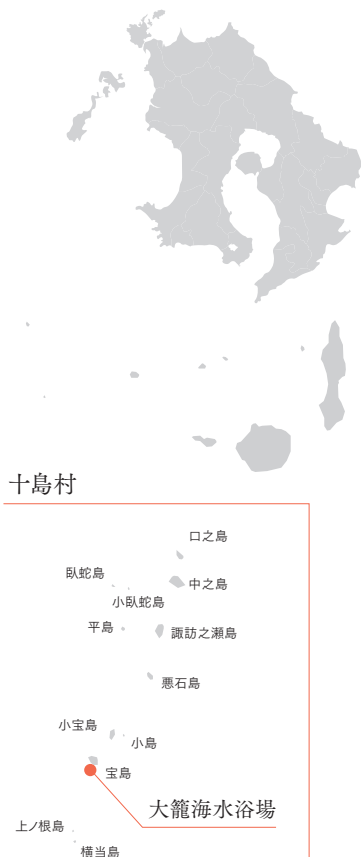 十島村
口之島
臥蛇島
中之島
小臥蛇島
平島
諏訪之瀬島
悪石島
小宝島
小島
宝島
大籠海水浴場
上ノ根島
横当島